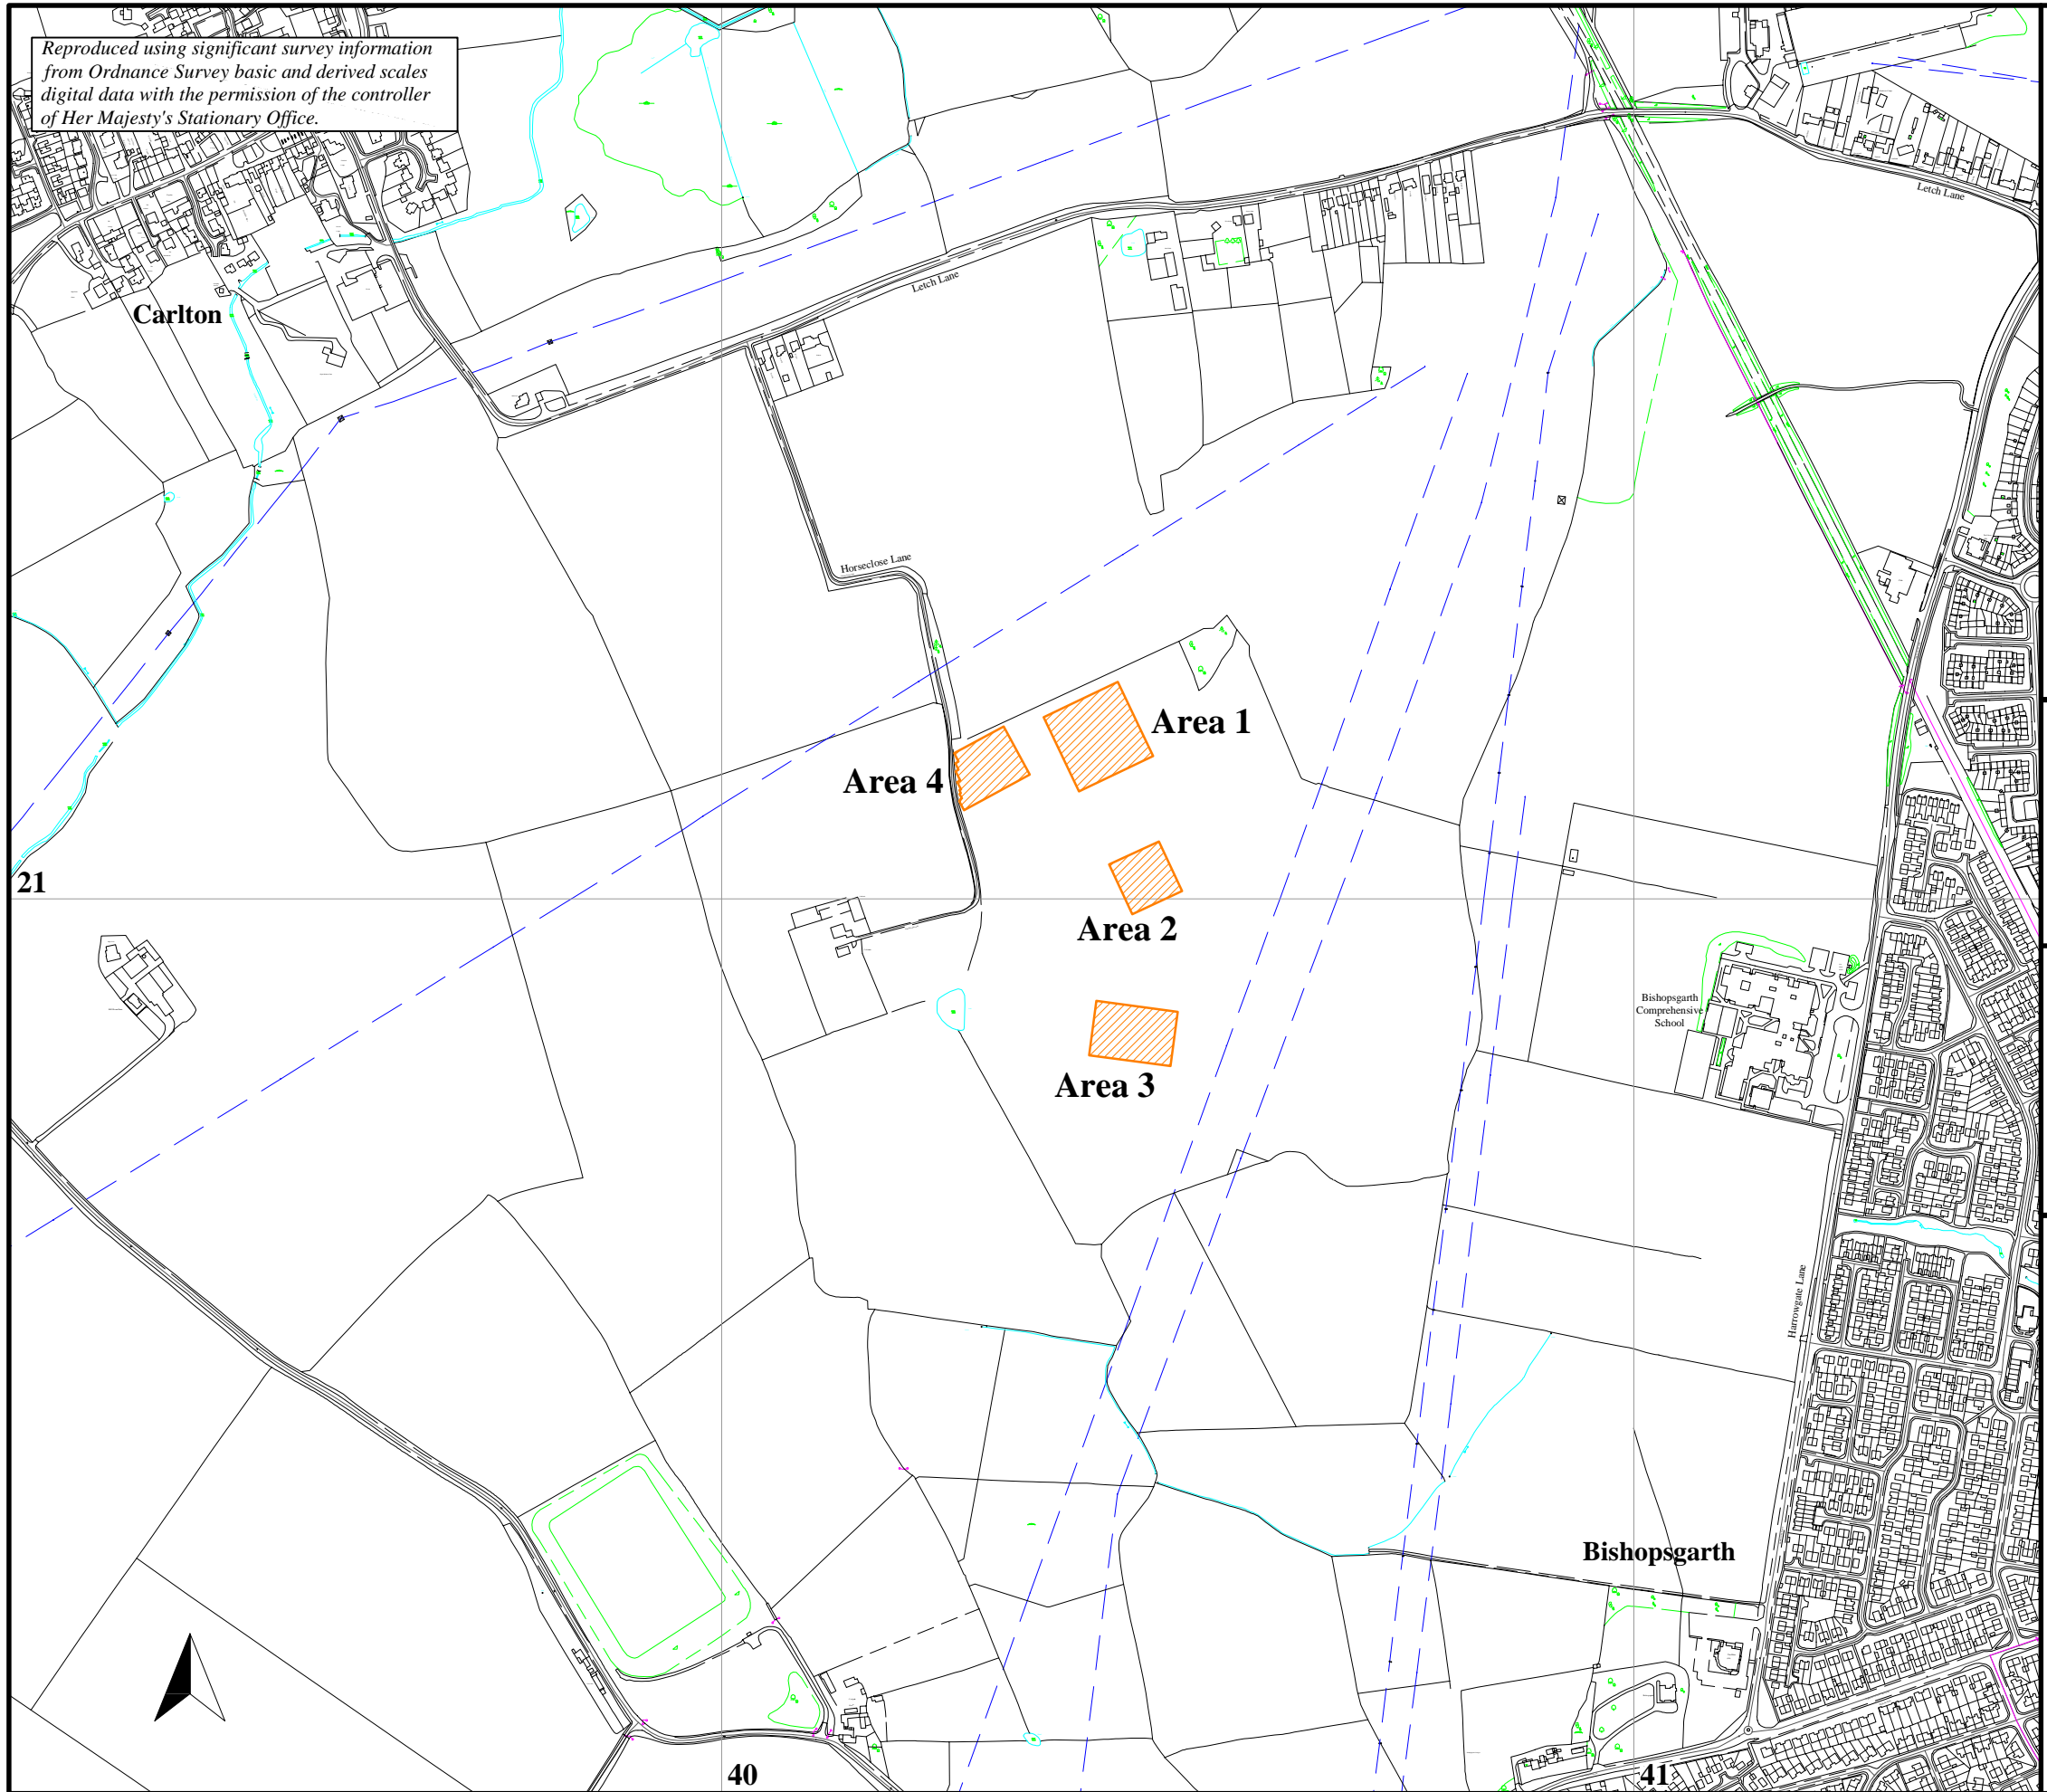 Reproduced using significant survey information
from Ordnance Survey basic and derived scales
digital data with the permission of the controller
of Her Majesty's Stationary Office.
Letch Lane
Letch Lane
Carlton
Horseclose Lane
Area 1
Area 4
21
Area 2
Bishopsgarth
Comprehensive
School
Area 3
Harrowgate Lane
Bishopsgarth
40
41